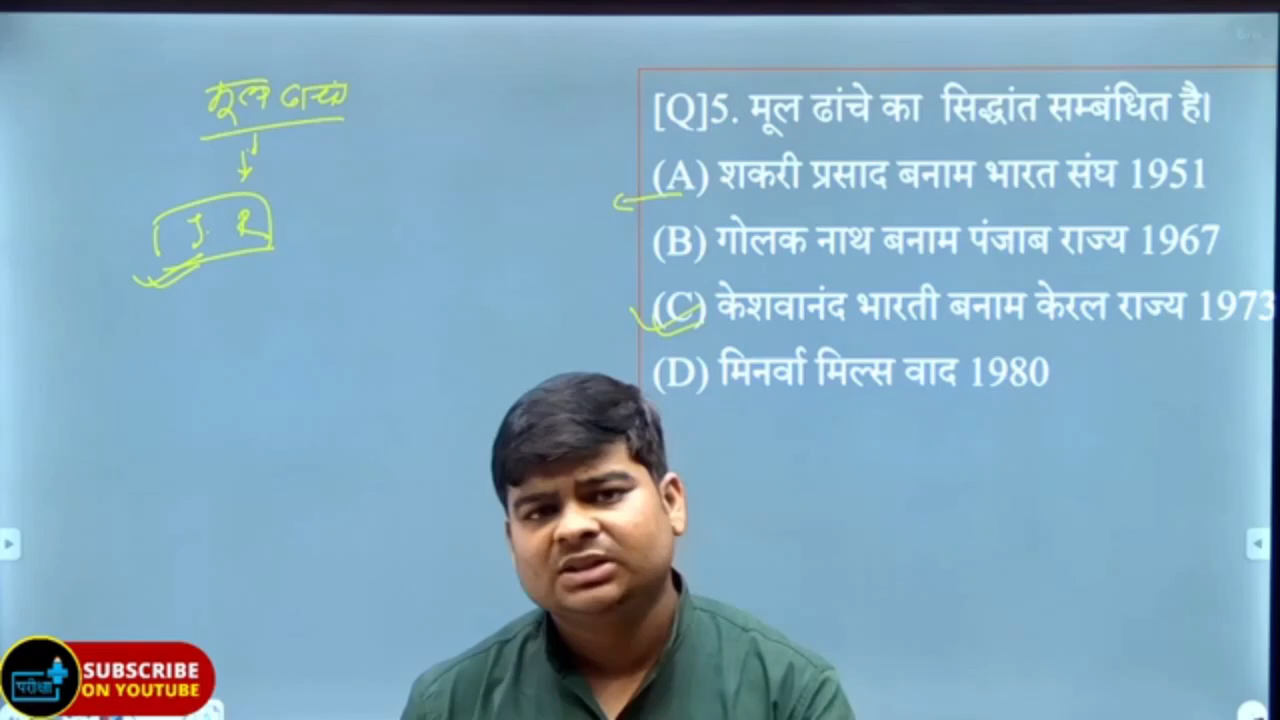 मूल ढांचा
J. R
[Q]5. मूल ढांचे का सिद्धांत सम्बंधित है।
(A) शकरी प्रसाद बनाम भारत संघ 1951
(B) गोलक नाथ बनाम पंजाब राज्य 1967
(C) केशवानंद भारती बनाम केरल राज्य 1973
(D) मिनर्वा मिल्स वाद 1980
परीक्षा
SUBSCRIBE
ON YOUTUBE